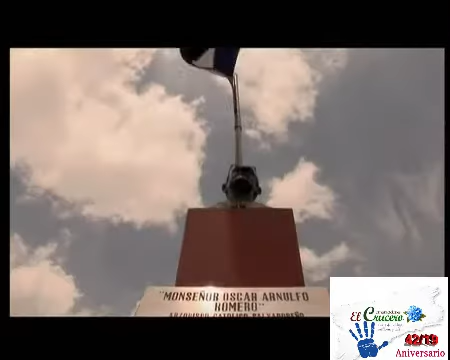 "MONSEÑOR OSCAR ARNULFO
ROMERO"
ARZOBISPO CATOLICO SALVADOREÑO
El Crucero
42/19
Aniversario